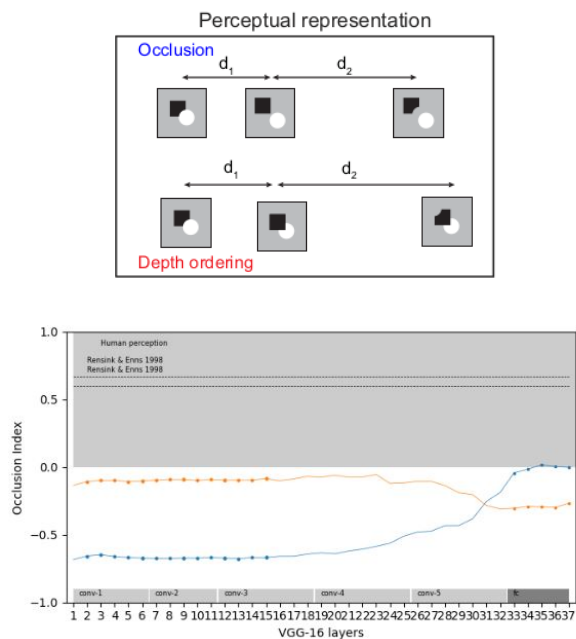 Perceptual representation
Occlusion
d1
d2
d1
d2
Depth ordering
1.0
Human perception
Rensink & Enns 1998
Rensink & Enns 1998
0.5
Occlusion Index
0.0
−0.5
conv-1 conv-2 conv-3 conv-4 conv-5 fc
−1.0
1 2 3 4 5 6 7 8 9 10 11 12 13 14 15 16 17 18 19 20 21 22 23 24 25 26 27 28 29 30 31 32 33 34 35 36 37
VGG-16 layers